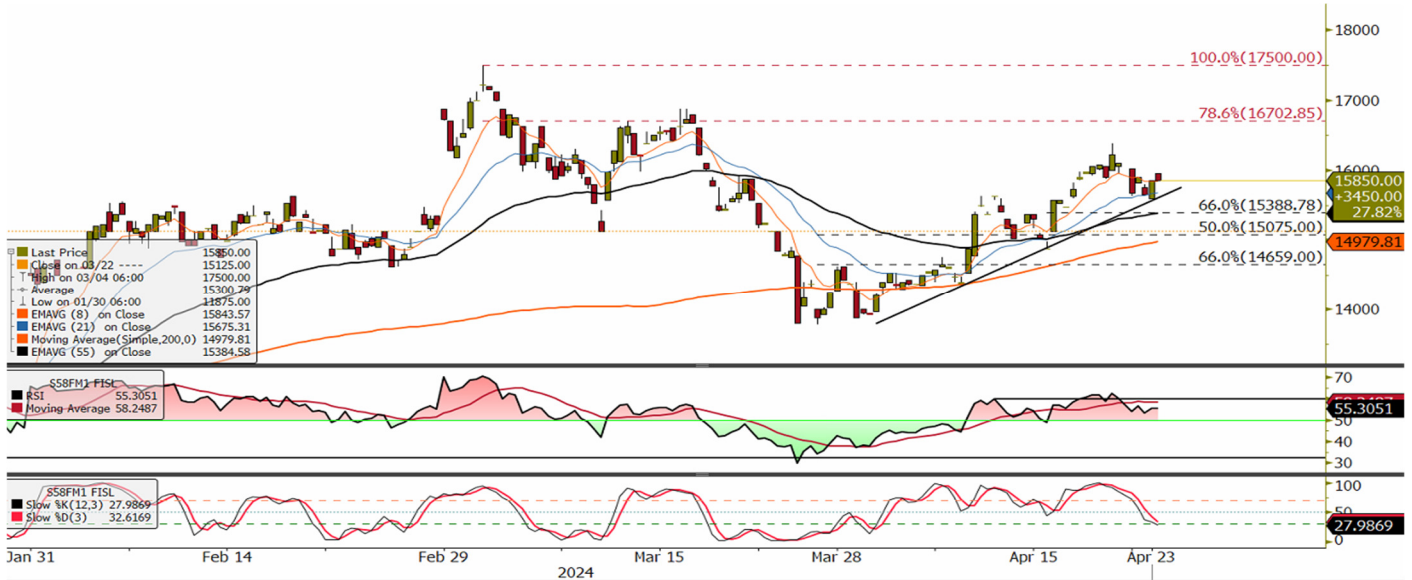 18000
100.0%(17500.00)
17000
78.6%(16702.85)
16000
15850.00
+3450.00
27.82%
66.0%(15388.78)
50.0%(15075.00)
14979.81
66.0%(14659.00)
14000
Last Price 15850.00
Close on 03/22 ---- 15125.00
High on 03/04 06:00 17500.00
Average 15300.79
Low on 01/30 06:00 11875.00
EMAVG (8) on Close 15843.57
EMAVG (21) on Close 15675.31
Moving Average(Simple,200,0) 14979.81
EMAVG (55) on Close 15384.58
S58FM1 FISL
RSI 55.3051
Moving Average 58.2487
70
55.3051
50
40
30
S58FM1 FISL
Slow %K(12,3) 27.9869
Slow %D(3) 32.6169
100
50
27.9869
0
Jan 31 Feb 14 Feb 29 Mar 15 Mar 28 Apr 15 Apr 23
2024